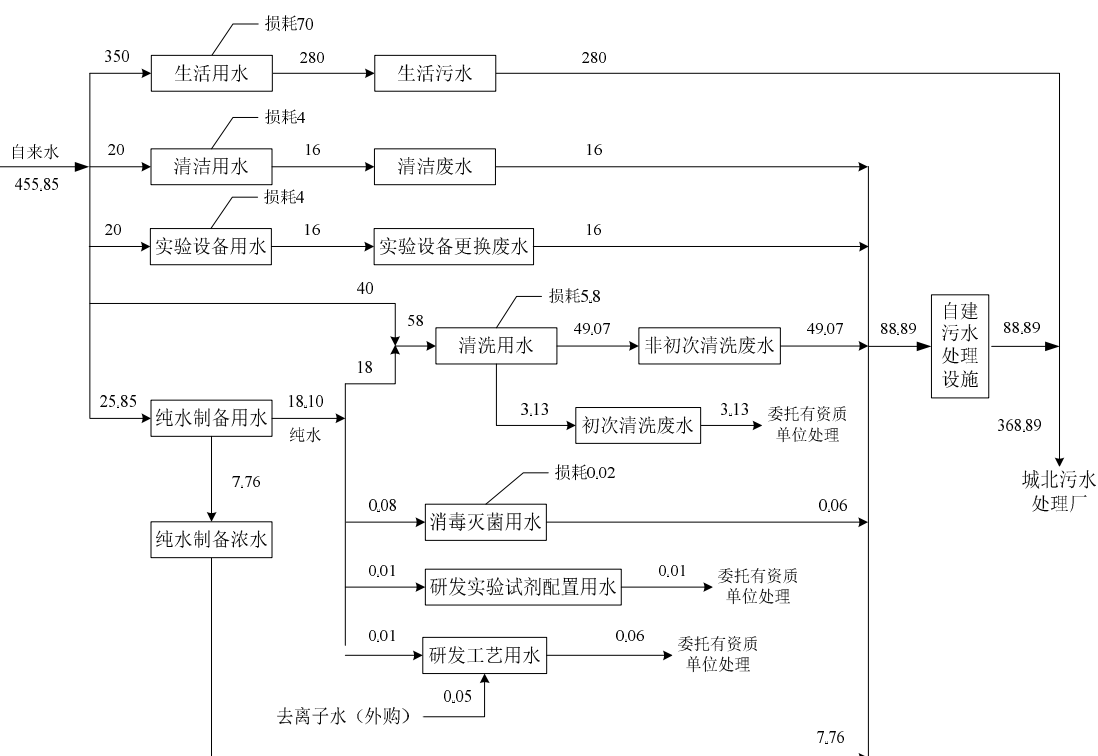 损耗70
350
生活用水
280
生活污水
280
损耗4
自来水
455.85
20
清洁用水
16
清洁废水
16
损耗4
20
实验设备用水
16
实验设备更换废水
16
40
损耗5.8
58
清洗用水
49.07
非初次清洗废水
49.07
88.89
自建
污水
处理
设施
88.89
18
25.85
纯水制备用水
18.10
纯水
3.13
初次清洗废水
3.13
委托有资质
单位处理
368.89
城北污水
处理厂
7.76
损耗0.02
0.08
消毒灭菌用水
0.06
纯水制备浓水
0.01
研发实验试剂配置用水
0.01
委托有资质
单位处理
0.01
研发工艺用水
0.06
委托有资质
单位处理
0.05
去离子水（外购）
7.76